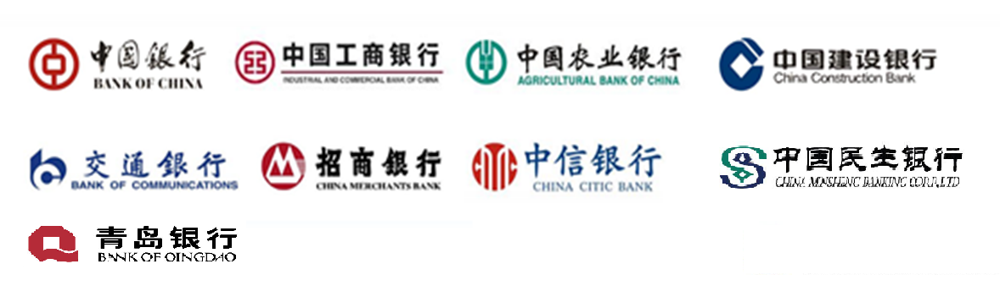 中国银行
BANK OF CHINA
中国工商银行
INDUSTRIAL AND COMMERCIAL BANK OF CHINA
中国农业银行
AGRICULTURAL BANK OF CHINA
中国建设银行
China Construction Bank
交通銀行
BANK OF COMMUNICATIONS
招商銀行
CHINA MERCHANTS BANK
中信银行
CHINA CITIC BANK
中国民生银行
CHINA MINSHENG BANKING CORP.,LTD
青岛银行
BANK OF QINGDAO